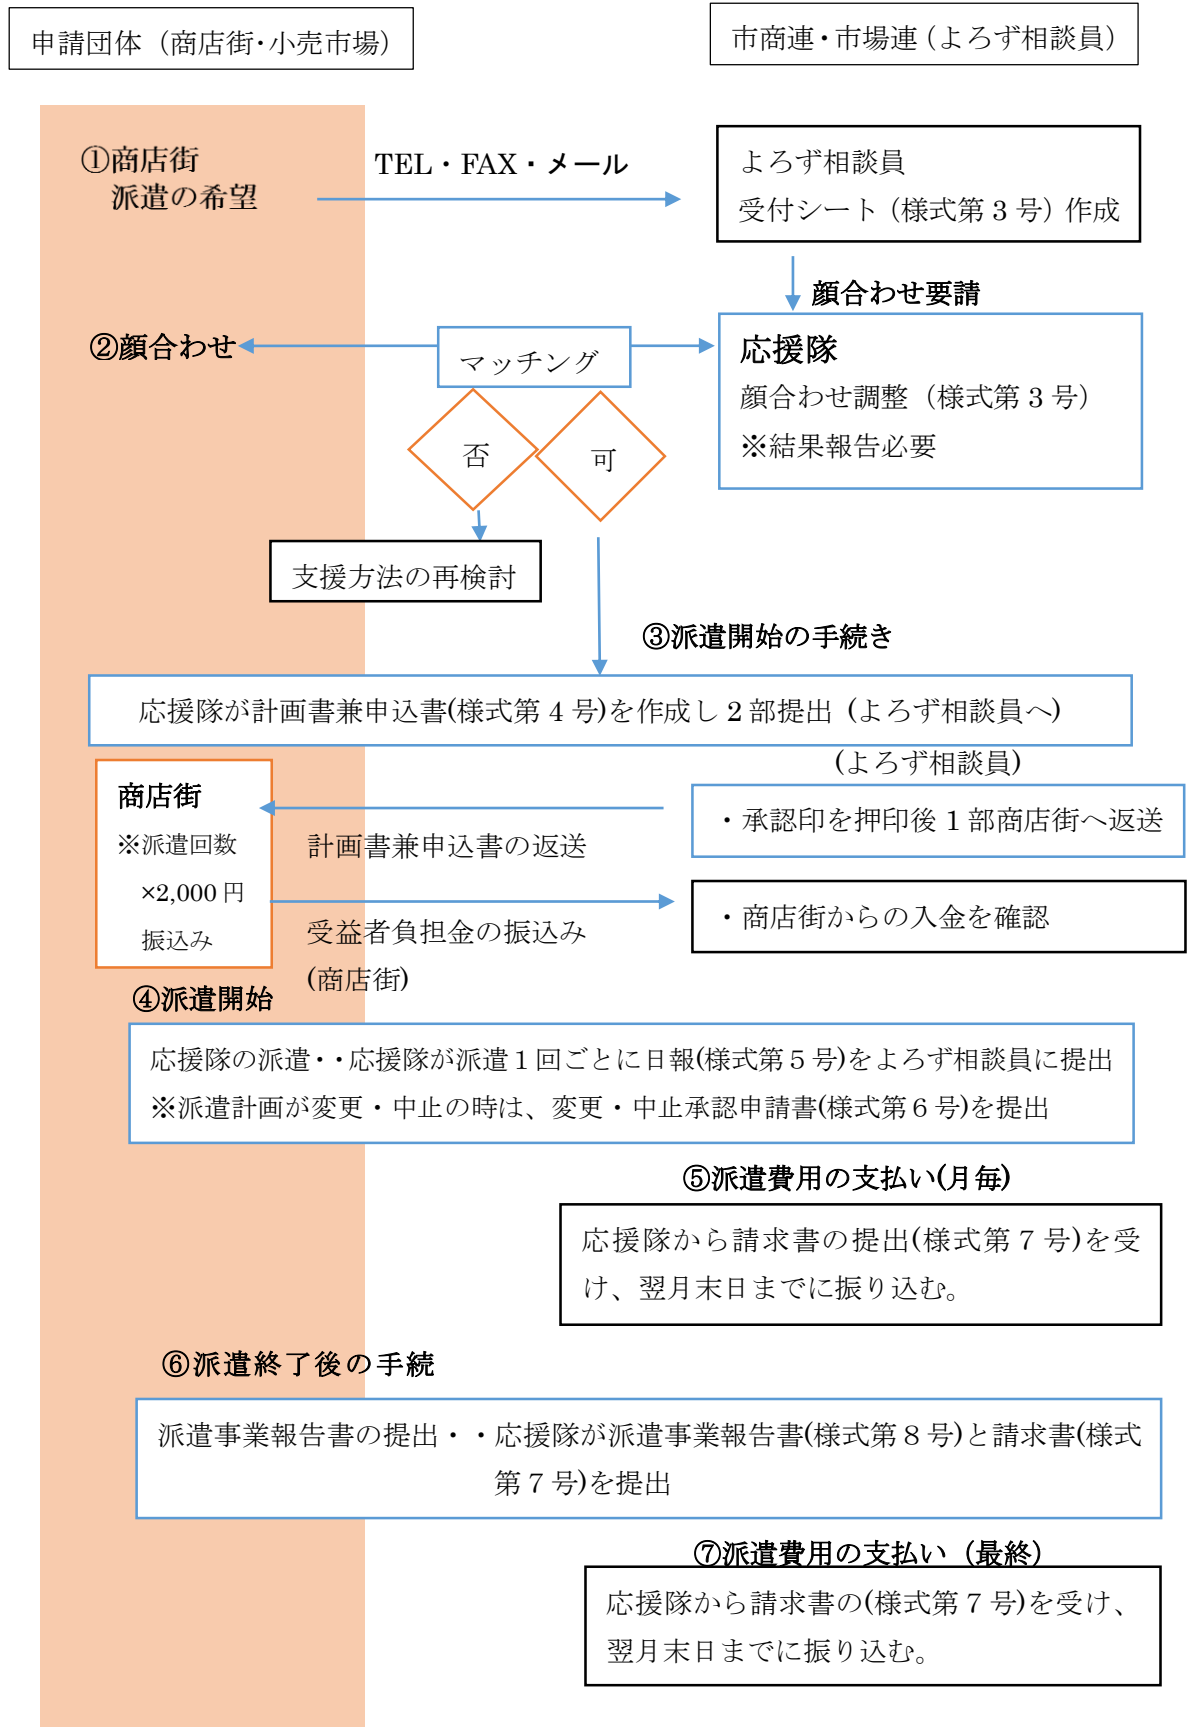 申請団体（商店街・小売市場）
市商連・市場連（よろず相談員）
①商店街
派遣の希望
TEL・FAX・メール
よろず相談員
受付シート（様式第３号）作成
顔合わせ要請
②顔合わせ
マッチング
応援隊
顔合わせ調整（様式第３号）
※結果報告必要
否
可
支援方法の再検討
③派遣開始の手続き
応援隊が計画書兼申込書(様式第４号)を作成し２部提出 (よろず相談員へ)
(よろず相談員)
商店街
※派遣回数
×2,000 円
振込み
・承認印を押印後１部商店街へ返送
計画書兼申込書の返送
・商店街からの入金を確認
受益者負担金の振込み
(商店街)
④派遣開始
応援隊の派遣・・応援隊が派遣１回ごとに日報(様式第５号)をよろず相談員に提出
※派遣計画が変更・中止の時は、変更・中止承認申請書(様式第６号)を提出
⑤派遣費用の支払い(月毎)
応援隊から請求書の提出(様式第７号)を受
け、翌月末日までに振り込む。
⑥派遣終了後の手続
派遣事業報告書の提出・・応援隊が派遣事業報告書(様式第８号)と請求書(様式
第７号)を提出
⑦派遣費用の支払い（最終）
応援隊から請求書の(様式第７号)を受け、
翌月末日までに振り込む。